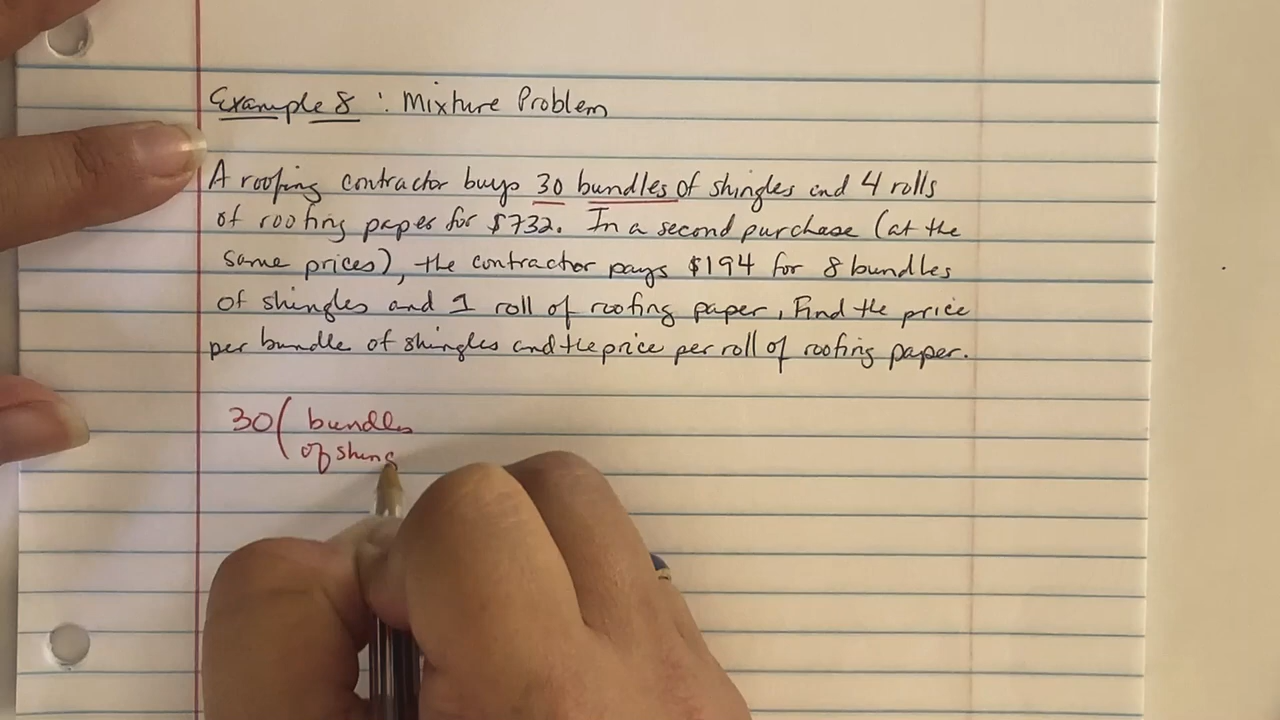 Example 8 : Mixture Problem
A roofing contractor buys 30 bundles of shingles and 4 rolls
of roofing paper for $732. In a second purchase (at the
same prices), the contractor pays $194 for 8 bundles
of shingles and 1 roll of roofing paper, Find the price
per bundle of shingles and the price per roll of roofing paper.
30( bundles
of shing